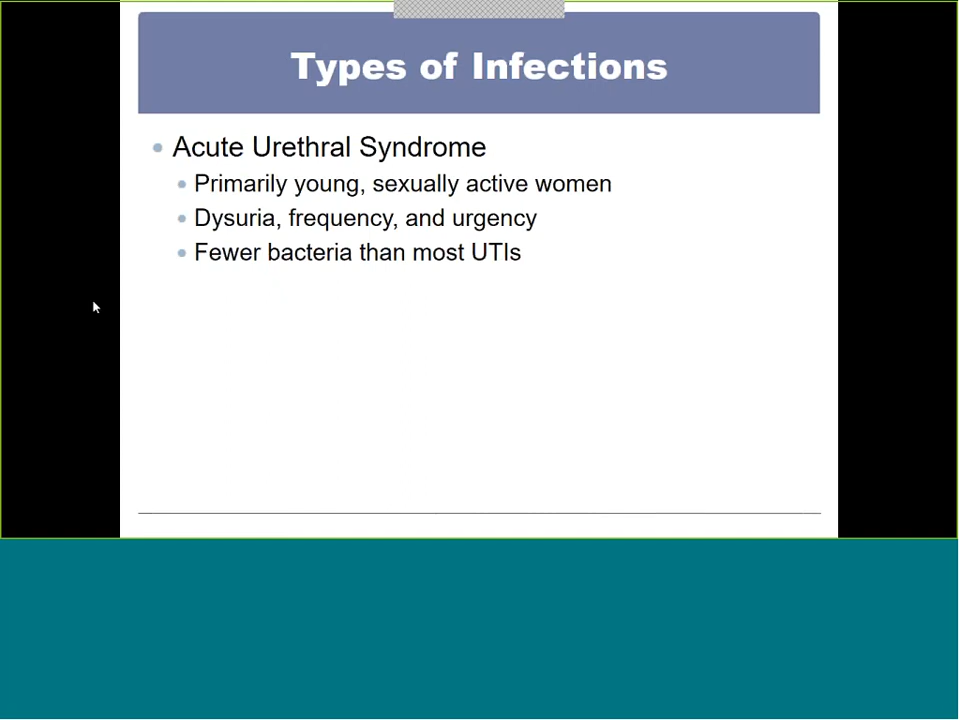 Types of Infections
Acute Urethral Syndrome
Primarily young, sexually active women
Dysuria, frequency, and urgency
Fewer bacteria than most UTIs